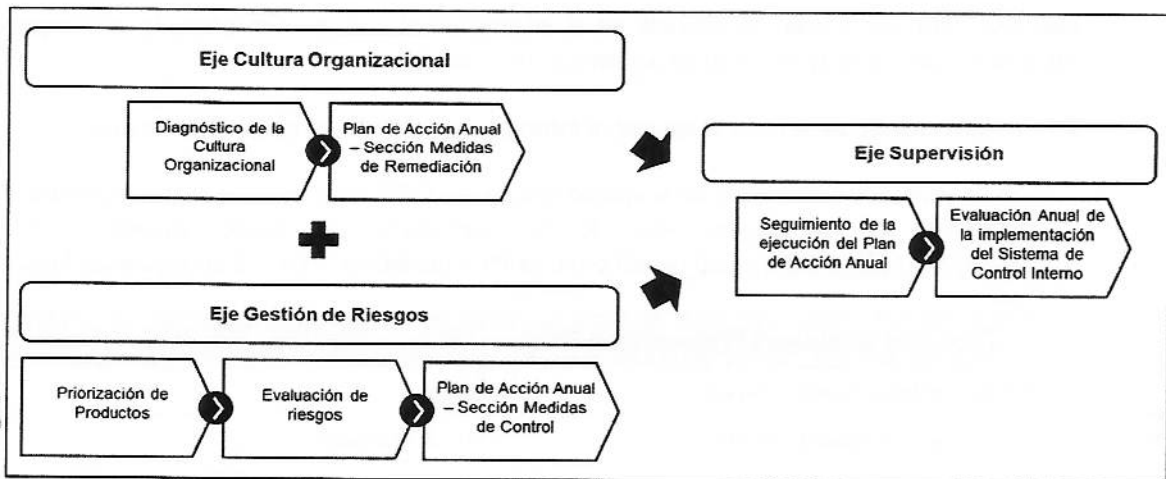 Eje Cultura Organizacional
Diagnóstico de la
Cultura
Organizacional
Plan de Acción Anual
– Sección Medidas
de Remediación
Eje Gestión de Riesgos
Priorización de
Productos
Evaluación de
riesgos
Plan de Acción Anual
– Sección Medidas
de Control
Eje Supervisión
Seguimiento de la
ejecución del Plan
de Acción Anual
Evaluación Anual de
la implementación
del Sistema de
Control Interno